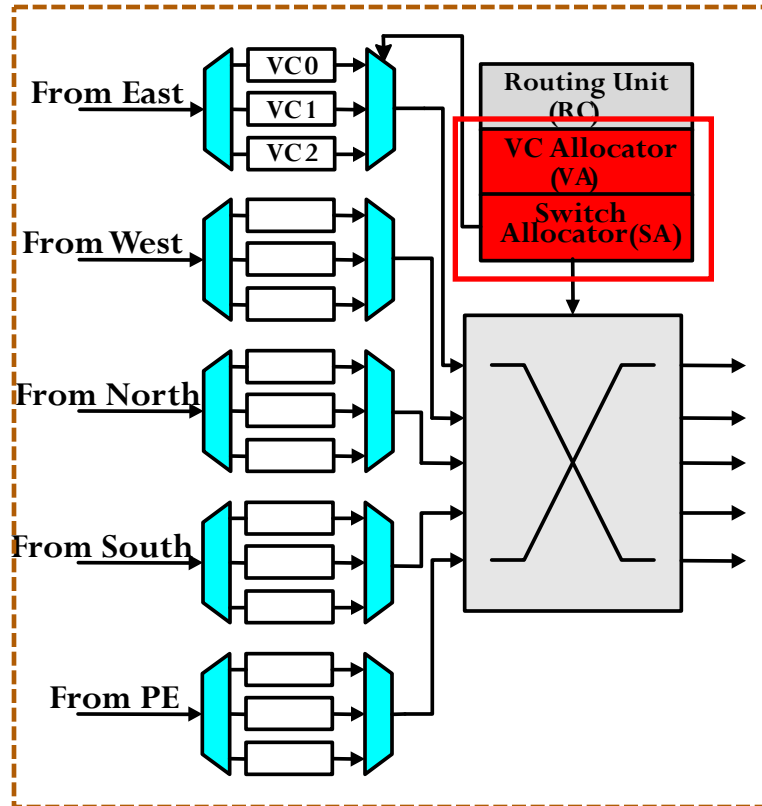 From East
VC0
VC1
VC2
Routing Unit
(RC)
VC Allocator
(VA)
Switch
Allocator(SA)
From West
From North
From South
From PE